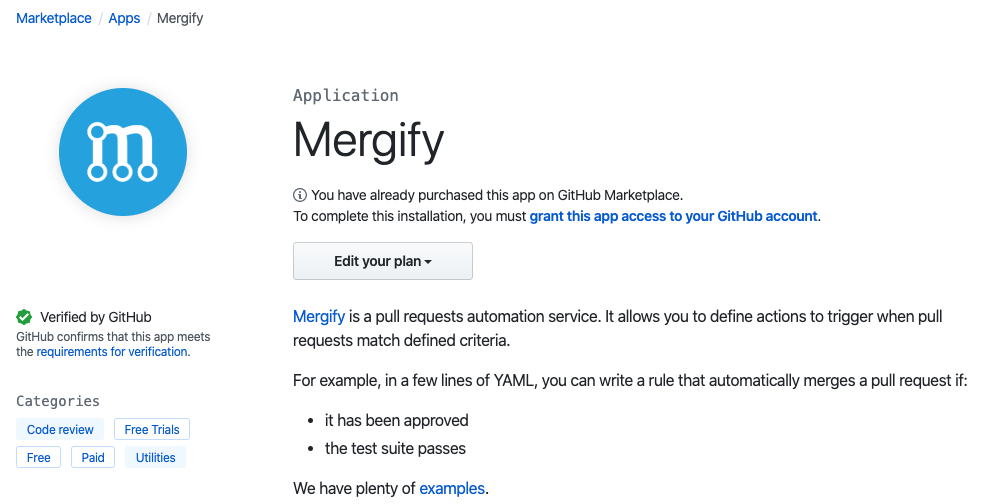 Marketplace / Apps / Mergify
Application
Mergify
You have already purchased this app on GitHub Marketplace.
To complete this installation, you must grant this app access to your GitHub account.
Edit your plan
Verified by GitHub
GitHub confirms that this app meets
the requirements for verification.
Categories
Code review
Free Trials
Free
Paid
Utilities
Mergify is a pull requests automation service. It allows you to define actions to trigger when pull
requests match defined criteria.
For example, in a few lines of YAML, you can write a rule that automatically merges a pull request if:
• it has been approved
• the test suite passes
We have plenty of examples.